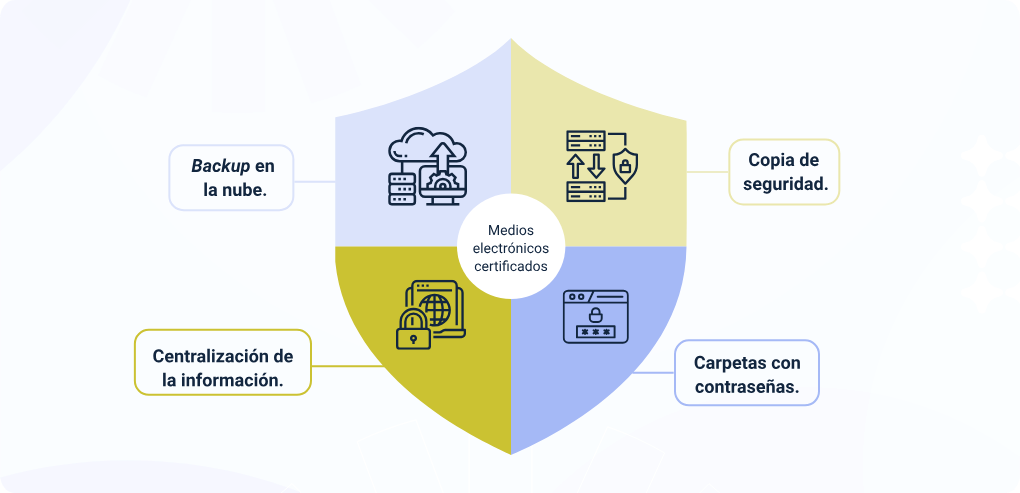 Backup en
la nube.
Copia de
seguridad.
Medios
electrónicos
certificados
Centralización de
la información.
Carpetas con
contraseñas.